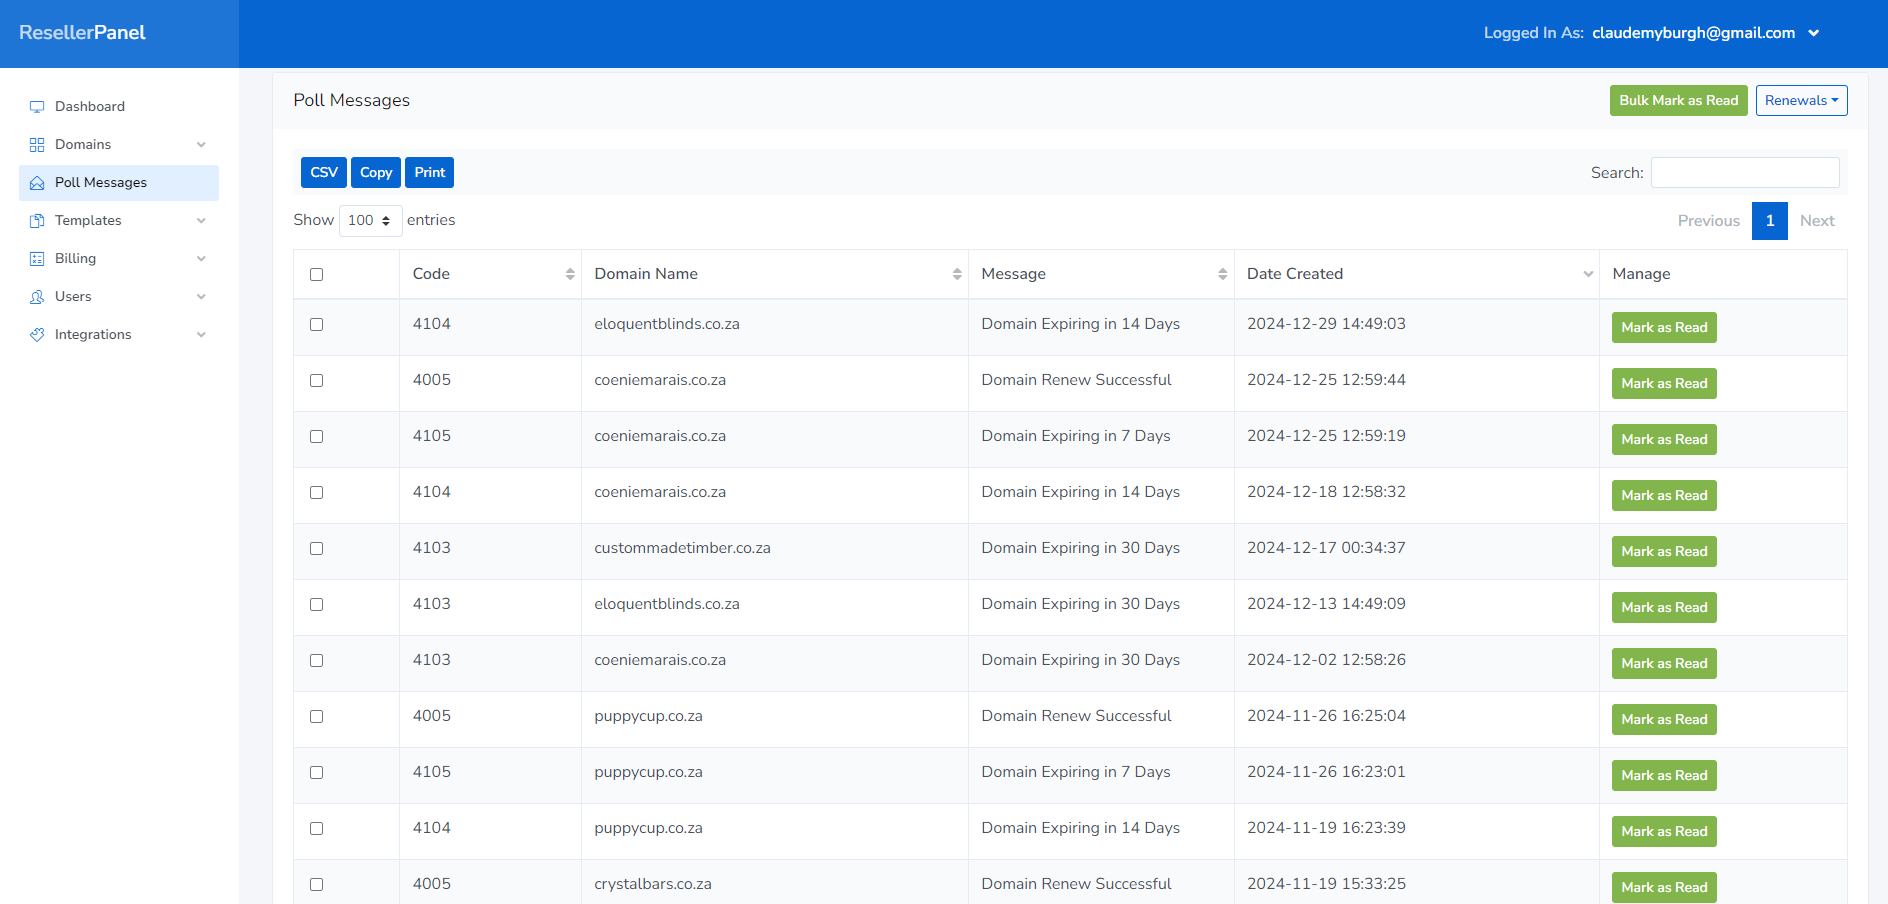 ResellerPanel
Logged In As: claudemyburgh@gmail.com
Dashboard
Domains
Poll Messages
Templates
Billing
Users
Integrations
Poll Messages
Bulk Mark as Read
Renewals
CSV Copy Print
Search:
Show 100 entries
Previous 1 Next
Code Domain Name Message Date Created Manage
4104 eloquentblinds.co.za Domain Expiring in 14 Days 2024-12-29 14:49:03 Mark as Read
4005 coeniemarais.co.za Domain Renew Successful 2024-12-25 12:59:44 Mark as Read
4105 coeniemarais.co.za Domain Expiring in 7 Days 2024-12-25 12:59:19 Mark as Read
4104 coeniemarais.co.za Domain Expiring in 14 Days 2024-12-18 12:58:32 Mark as Read
4103 custommadetimber.co.za Domain Expiring in 30 Days 2024-12-17 00:34:37 Mark as Read
4103 eloquentblinds.co.za Domain Expiring in 30 Days 2024-12-13 14:49:09 Mark as Read
4103 coeniemarais.co.za Domain Expiring in 30 Days 2024-12-02 12:58:26 Mark as Read
4005 puppycup.co.za Domain Renew Successful 2024-11-26 16:25:04 Mark as Read
4105 puppycup.co.za Domain Expiring in 7 Days 2024-11-26 16:23:01 Mark as Read
4104 puppycup.co.za Domain Expiring in 14 Days 2024-11-19 16:23:39 Mark as Read
4005 crystalbars.co.za Domain Renew Successful 2024-11-19 15:33:25 Mark as Read